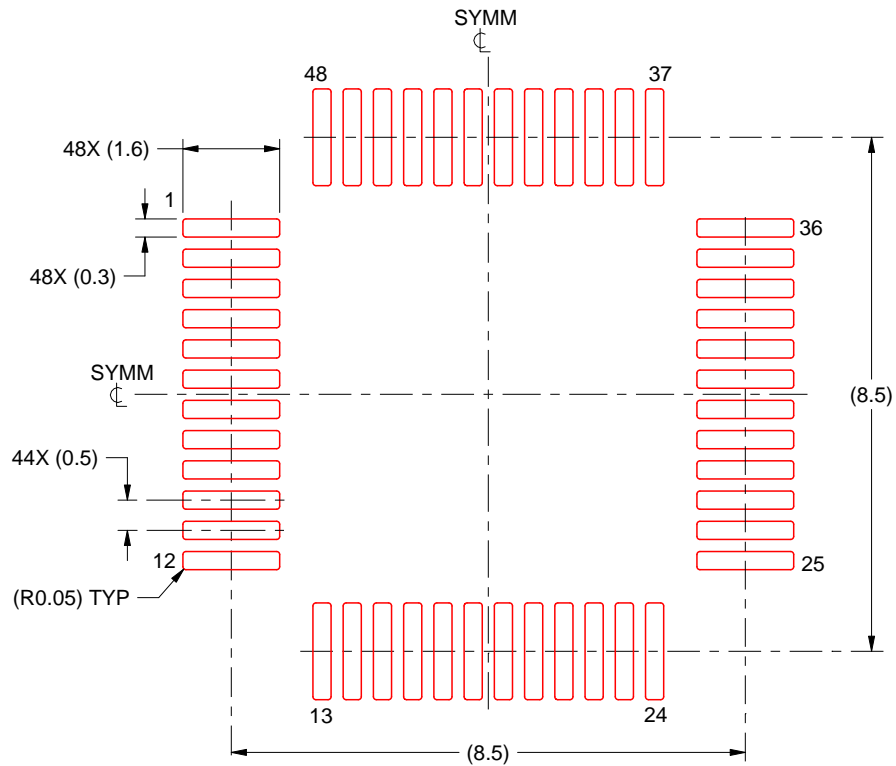 SYMM
℄
48
37
48X (1.6)
1
36
48X (0.3)
SYMM
℄
(8.5)
44X (0.5)
12
25
(R0.05) TYP
13
24
(8.5)